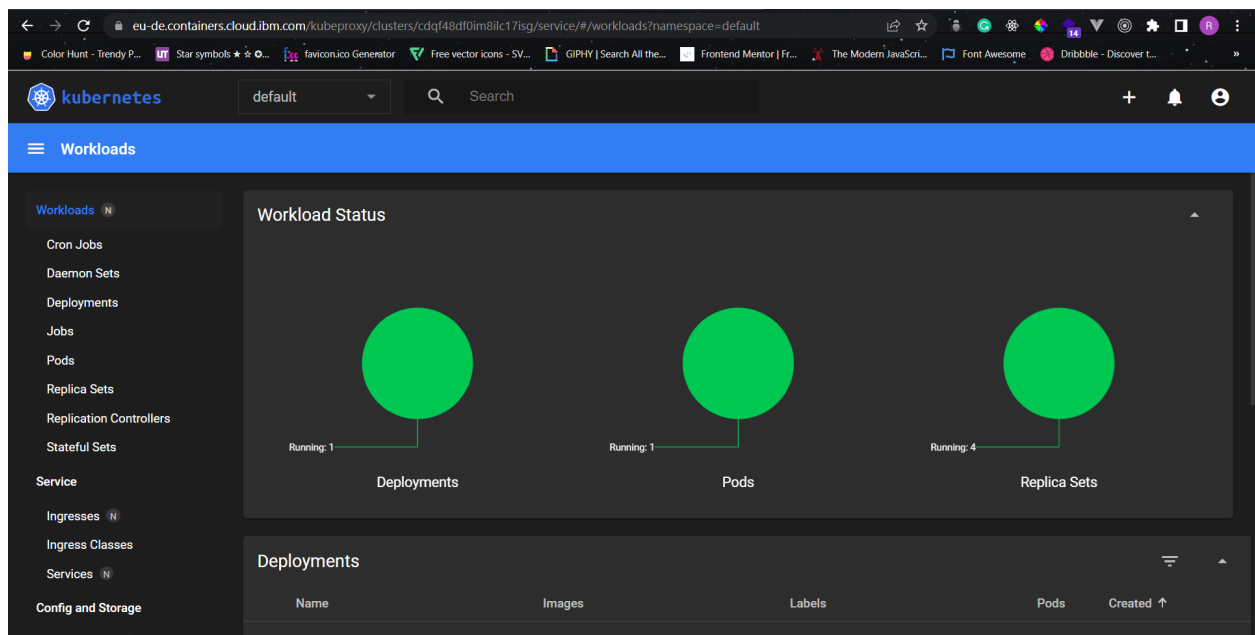 eu-de.containers.cloud.ibm.com/kubeproxy/clusters/cdqf48df0im8ilc17isg/service/#/workloads?namespace=default
14
R
Color Hunt - Trendy P...
UT Star symbols ★ ☆ ✪...
favicon.ico Generator
Free vector icons - SV...
GIPHY | Search All the...
Frontend Mentor | Fr...
The Modern JavaScri...
Font Awesome
Dribbble - Discover t...
»
kubernetes
default
Search
Workloads
Workloads N
Cron Jobs
Daemon Sets
Deployments
Jobs
Pods
Replica Sets
Replication Controllers
Stateful Sets
Service
Ingresses N
Ingress Classes
Services N
Config and Storage
Workload Status
Running: 1
Deployments
Running: 1
Pods
Running: 4
Replica Sets
Deployments
Name Images Labels Pods Created ↑